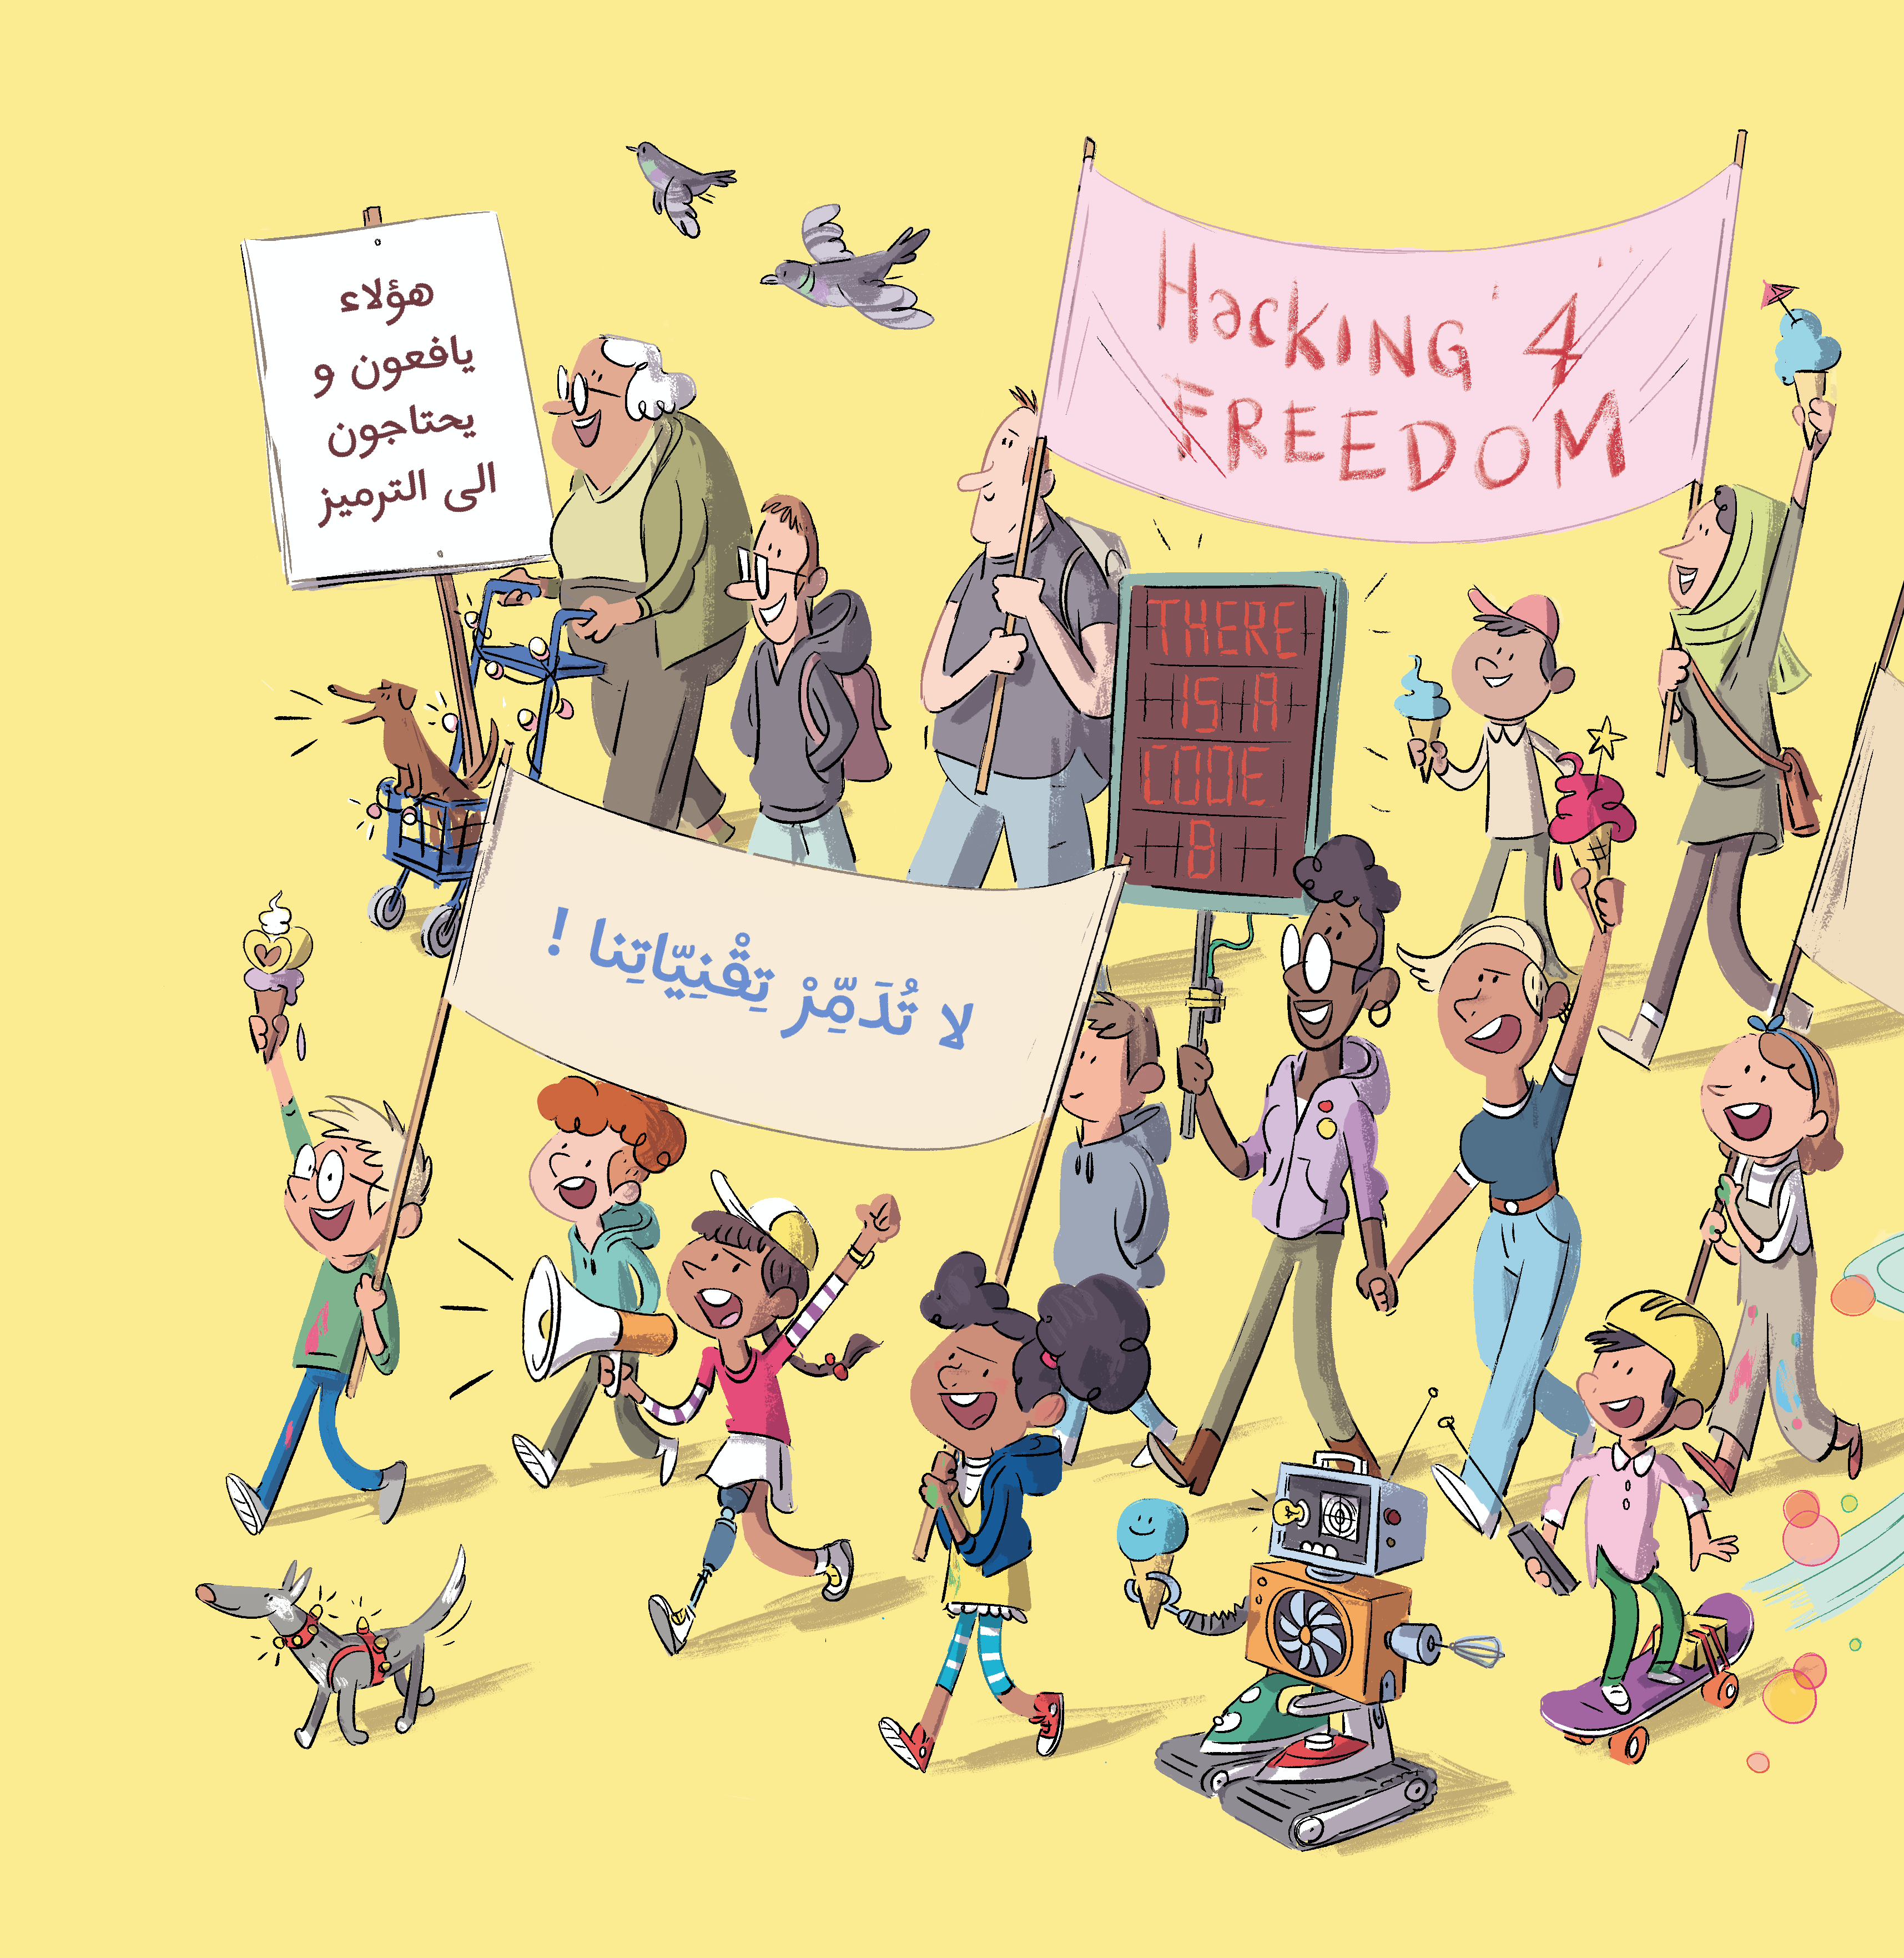 هؤلاء
يافعون و
يحتاجون
الى الترميز
HacKING 4
FREEDOM
THERE
IS A
CODE
B
لا تُدَمِّرْ تِقْنِيّاتِنا !